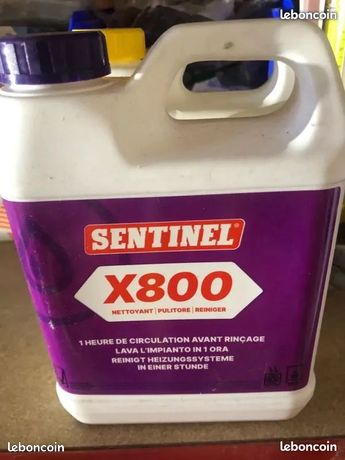 leboncoin
leboncoin
SENTINEL
X800
NETTOYANT | PULITORE | REINIGER
1 HEURE DE CIRCULATION AVANT RINÇAGE
LAVA L'IMPIANTO IN 1 ORA
REINIGT HEIZUNGSSYSTEME
IN EINER STUNDE
leboncoin
leboncoin